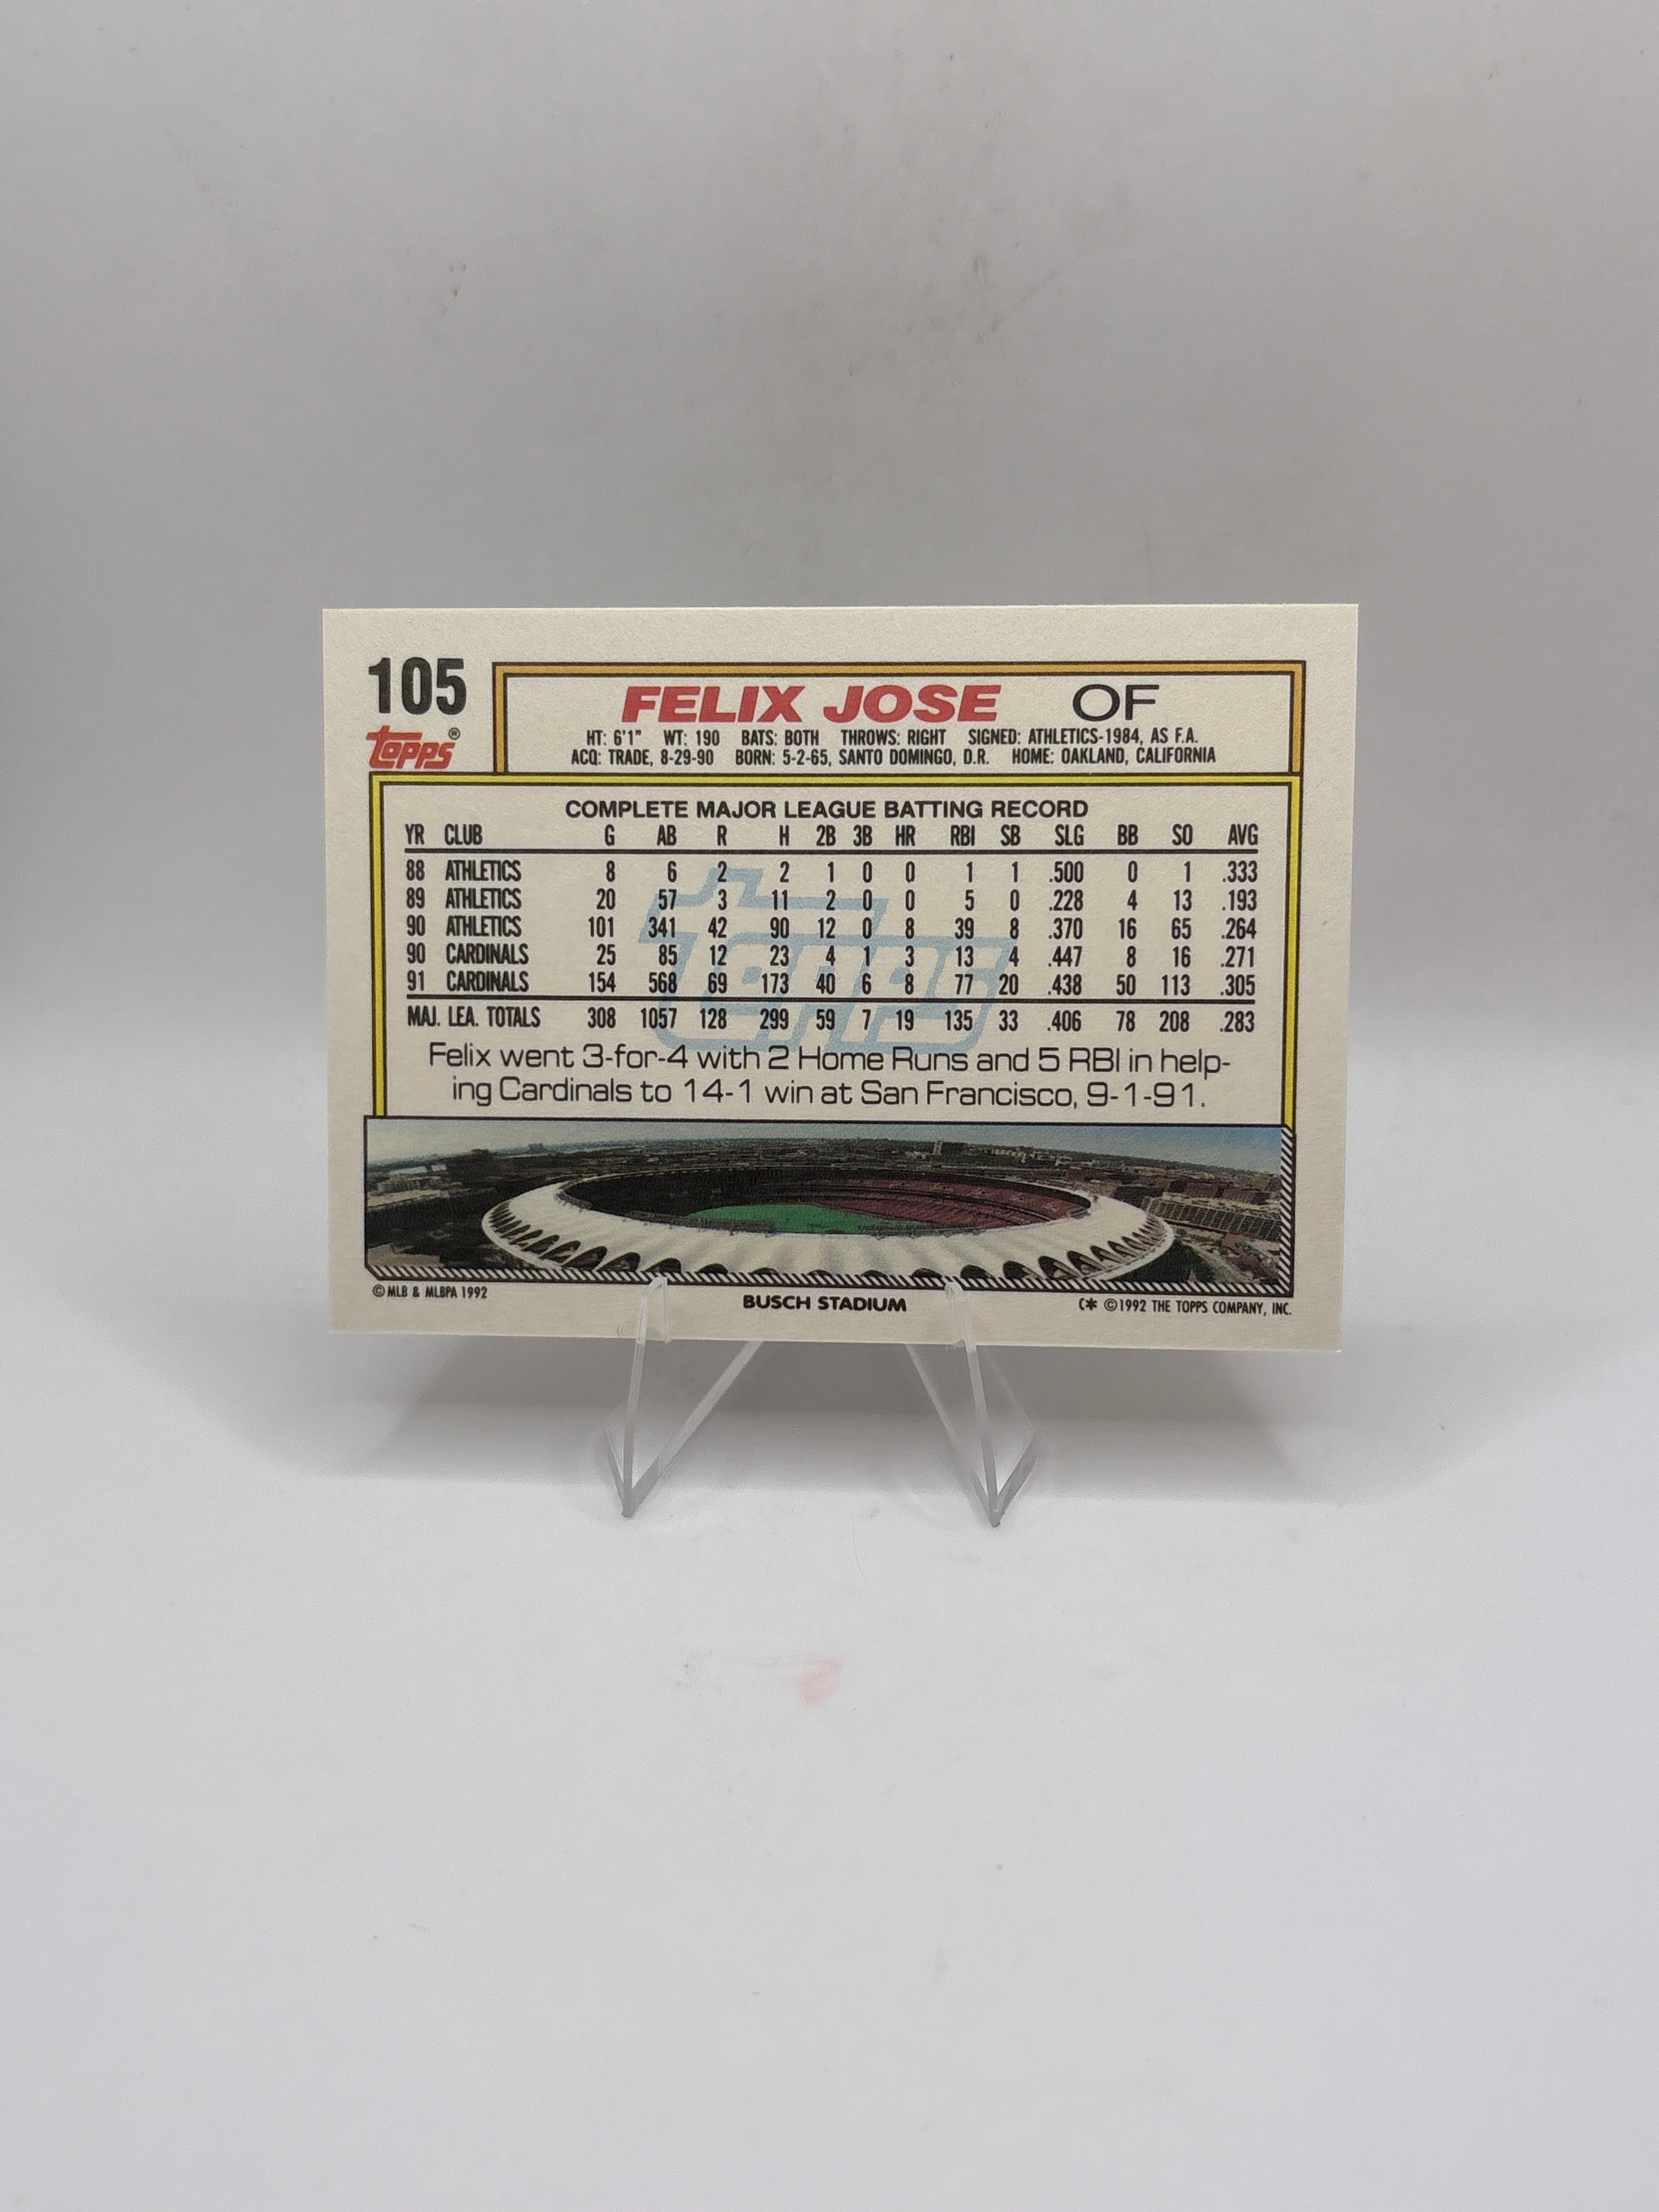 105
FELIX JOSE OF
topps®
HT: 6'1" WT: 190 BATS: BOTH THROWS: RIGHT SIGNED: ATHLETICS-1984, AS F.A.
ACQ: TRADE, 8-29-90 BORN: 5-2-65, SANTO DOMINGO, D.R. HOME: OAKLAND, CALIFORNIA
COMPLETE MAJOR LEAGUE BATTING RECORD
YR CLUB G AB R H 2B 3B HR RBI SB SLG BB SO AVG
88 ATHLETICS 8 6 2 2 1 0 0 1 1 .500 0 1 .333
89 ATHLETICS 20 57 3 11 2 0 0 5 0 .228 4 13 .193
90 ATHLETICS 101 341 42 90 12 0 8 39 8 .370 16 65 .264
90 CARDINALS 25 85 12 23 4 1 3 13 4 .447 8 16 .271
91 CARDINALS 154 568 69 173 40 6 8 77 20 .438 50 113 .305
MAJ. LEA. TOTALS 308 1057 128 299 59 7 19 135 33 .406 78 208 .283
topps
Felix went 3-for-4 with 2 Home Runs and 5 RBI in help-
ing Cardinals to 14-1 win at San Francisco, 9-1-91.
© MLB & MLBPA 1992 BUSCH STADIUM C* ©1992 THE TOPPS COMPANY, INC.